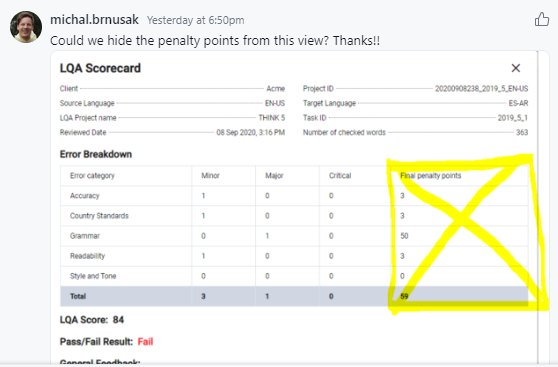 michal.brnusak Yesterday at 6:50pm
Could we hide the penalty points from this view? Thanks!!
LQA Scorecard
Client Acme Project ID 20200908238_2019_5_EN-US
Source Language EN-US Target Language ES-AR
LQA Project name THINK 5 Task ID 2019_5_1
Reviewed Date 08 Sep 2020, 3:16 PM Number of checked words 363
Error Breakdown
Error category Minor Major Critical Final penalty points
Accuracy 1 0 0 3
Country Standards 1 0 0 3
Grammar 0 1 0 50
Readability 1 0 0 3
Style and Tone 0 0 0 0
Total 3 1 0 59
LQA Score: 84
Pass/Fail Result: Fail
General Feedback: